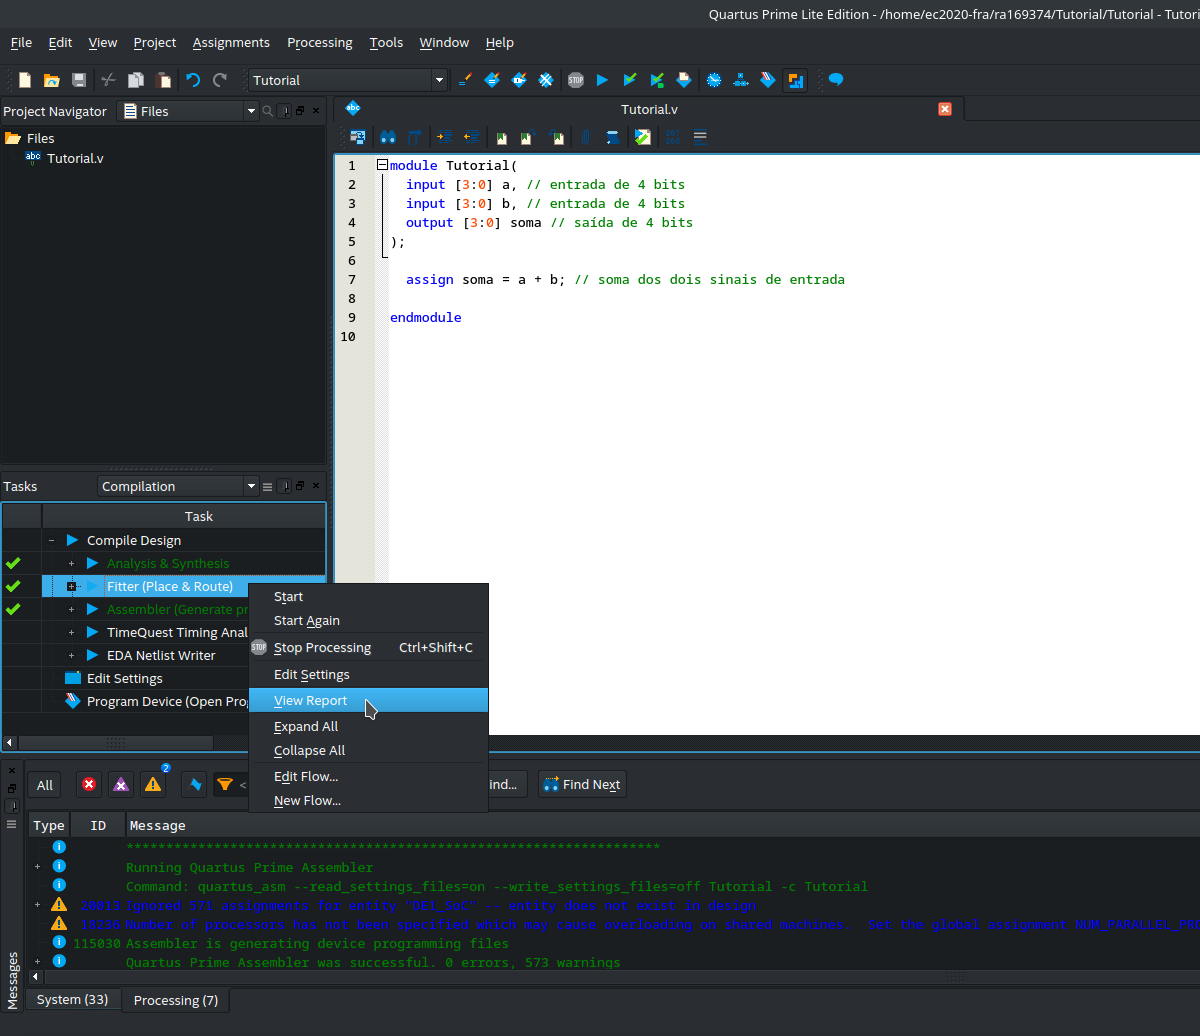 Quartus Prime Lite Edition - /home/ec2020-fra/ra169374/Tutorial/Tutorial - Tutori
File Edit View Project Assignments Processing Tools Window Help
Tutorial
Project Navigator Files
Files
Tutorial.v
Tutorial.v
1 module Tutorial(
2 input [3:0] a, // entrada de 4 bits
3 input [3:0] b, // entrada de 4 bits
4 output [3:0] soma // saída de 4 bits
5 );
6
7 assign soma = a + b; // soma dos dois sinais de entrada
8
9 endmodule
10
Tasks Compilation
Task
Compile Design
Analysis & Synthesis
Fitter (Place & Route)
Assembler (Generate pr
TimeQuest Timing Anal
EDA Netlist Writer
Edit Settings
Program Device (Open Pro
Start
Start Again
Stop Processing Ctrl+Shift+C
Edit Settings
View Report
Expand All
Collapse All
Edit Flow...
New Flow...
All 2 < ind... Find Next
Type ID Message
*******************************************************************
Running Quartus Prime Assembler
Command: quartus_asm --read_settings_files=on --write_settings_files=off Tutorial -c Tutorial
20013 Ignored 571 assignments for entity "DE1_SoC" -- entity does not exist in design
18236 Number of processors has not been specified which may cause overloading on shared machines. Set the global assignment NUM_PARALLEL_PRO
115030 Assembler is generating device programming files
Quartus Prime Assembler was successful. 0 errors, 573 warnings
Messages
System (33) Processing (7)